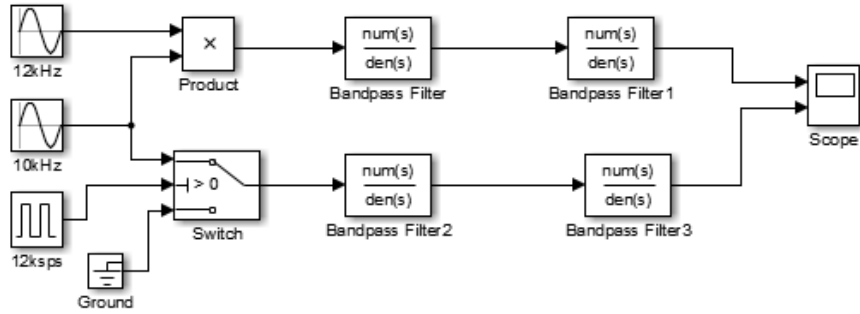 12kHz
×
Product
num(s)
den(s)
Bandpass Filter
num(s)
den(s)
Bandpass Filter1
Scope
10kHz
> 0
Switch
num(s)
den(s)
Bandpass Filter2
num(s)
den(s)
Bandpass Filter3
12ksps
Ground